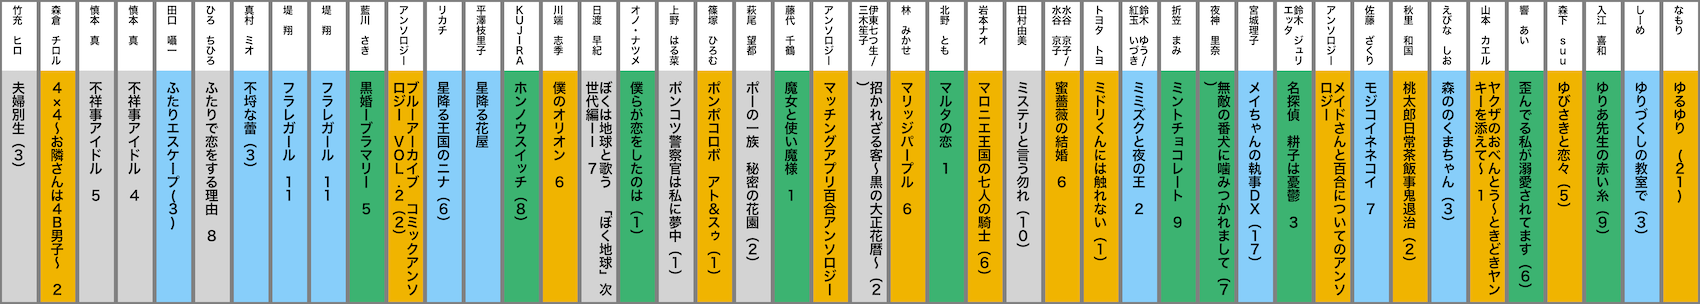 なもり
ゆるゆり　(21)
しーめ
ゆりづくしの教室で（3）
入江　喜和
ゆりあ先生の赤い糸（9）
森下　suu
ゆびさきと恋々（5）
響　あい
歪んでる私が溺愛されてます（6）
山本　カエル
ヤクザのおべんとう～ときどきヤン
キーを添えて～　1
えびな　しお
森ののくまちゃん（3）
秋里　和国
桃太郎日常茶飯事鬼退治（2）
佐藤　ざくり
モジコイネネコイ　7
アンソロジー
メイドさんと百合についてのアンソ
ロジー
鈴木　ジュリ
エッタ
名探偵　耕子は憂鬱　3
宮城理子
メイちゃんの執事DX（17）
夜神　里奈
無敵の番犬に噛みつかれまして（7
）
折笠　まみ
ミントチョコレート　9
鈴木　ゆう/
紅玉　いづき
ミミズクと夜の王　2
トヨタ　トヨ
ミドリくんには触れない（1）
水谷　京子/
水谷　京子
蜜薔薇の結婚　6
田村由美
ミステリと言う勿れ（10）
岩本ナオ
マロニエ王国の七人の騎士（6）
北野　とも
マルタの恋　1
林　みかせ
マリッジパープル　6
伊東七つ生/
三木笙子
招かれざる客～黒の大正花暦～（2
）
アンソロジー
マッチングアプリ百合アンソロジー
藤代　千鶴
魔女と使い魔様　1
萩尾　望都
ポーの一族　秘密の花園（2）
篠塚　ひろむ
ポンポコロボ　アト＆スゥ（1）
上野　はる菜
ポンコツ警察官は私に夢中（1）
オノ・ナツメ
僕らが恋をしたのは（1）
日渡　早紀
ぼくは地球と歌う　「ぼく地球」次
世代編II　7
川端　志季
僕のオリオン　6
KUJIRA
ホンノウスイッチ（8）
平澤枝里子
星降る花屋
リカチ
星降る王国のニナ（6）
アンソロジー
ブルーアーカイブ　コミックアンソ
ロジー　VOL.2（2）
藍川　さき
黒婚ーブラマリー　5
堤　翔
フラレガール　11
堤　翔
フラレガール　11
真村　ミオ
不埒な蕾（3）
ひろ　ちひろ
ふたりで恋をする理由　8
田口　囁一
ふたりエスケープ(3)
慎本　真
不祥事アイドル　4
慎本　真
不祥事アイドル　5
森倉　チロル
4×4～お隣さんは4B男子～　2
竹充　ヒロ
夫婦別生（3）